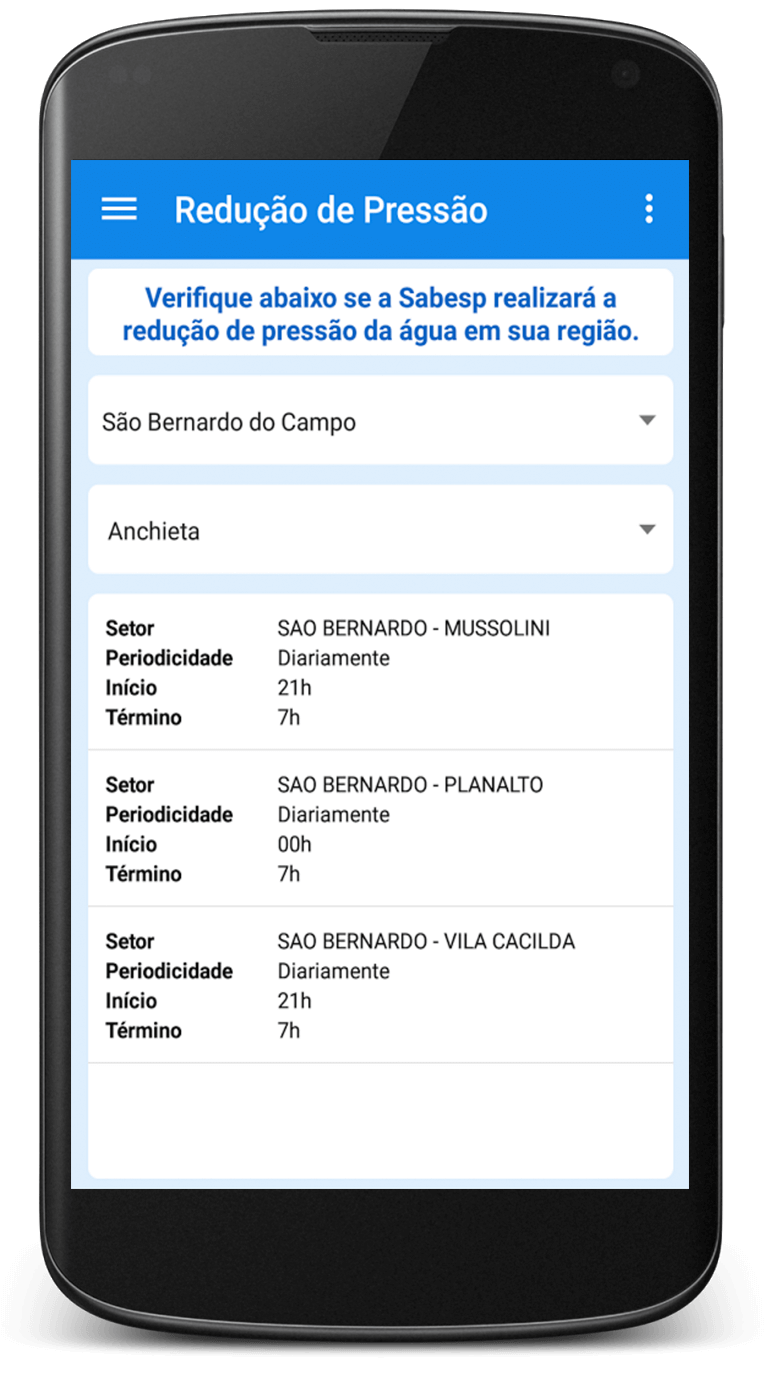 Redução de Pressão
Verifique abaixo se a Sabesp realizará a
redução de pressão da água em sua região.
São Bernardo do Campo
Anchieta
Setor SAO BERNARDO - MUSSOLINI
Periodicidade Diariamente
Início 21h
Término 7h
Setor SAO BERNARDO - PLANALTO
Periodicidade Diariamente
Início 00h
Término 7h
Setor SAO BERNARDO - VILA CACILDA
Periodicidade Diariamente
Início 21h
Término 7h